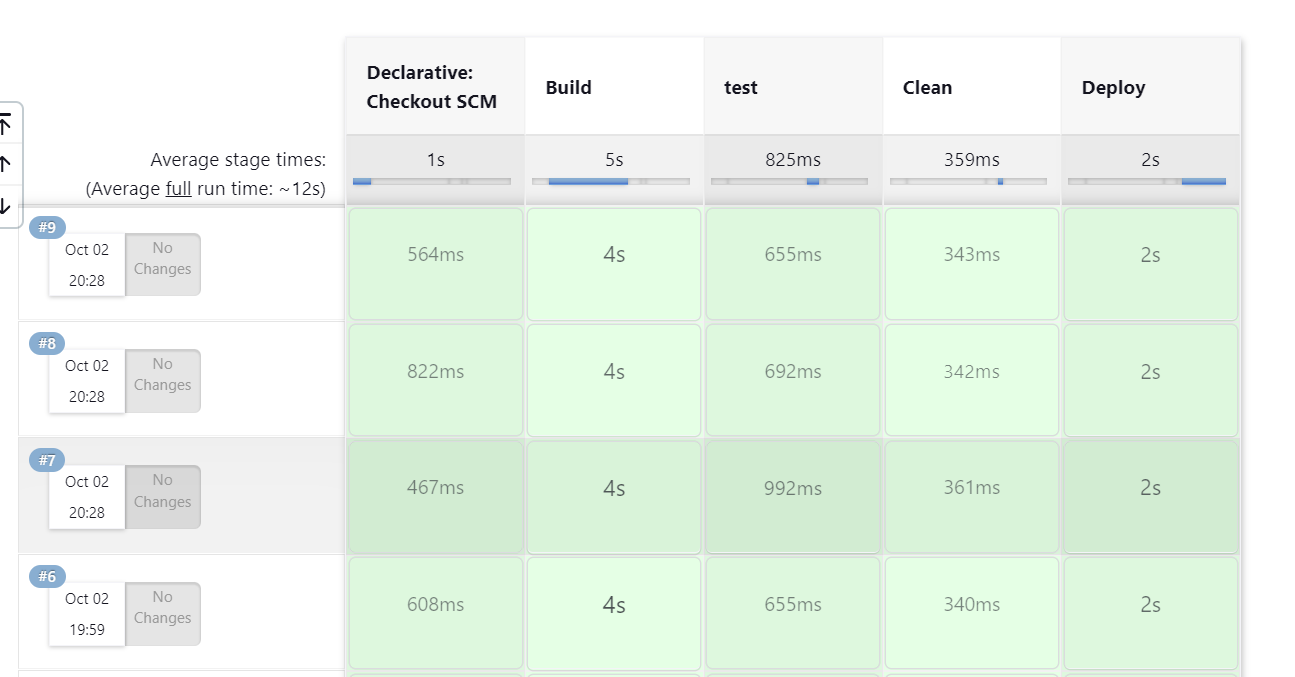 Declarative:
Checkout SCM
Build
test
Clean
Deploy
Average stage times:
(Average full run time: ~12s)
1s
5s
825ms
359ms
2s
#9
Oct 02
20:28
No
Changes
564ms
4s
655ms
343ms
2s
#8
Oct 02
20:28
No
Changes
822ms
4s
692ms
342ms
2s
#7
Oct 02
20:28
No
Changes
467ms
4s
992ms
361ms
2s
#6
Oct 02
19:59
No
Changes
608ms
4s
655ms
340ms
2s